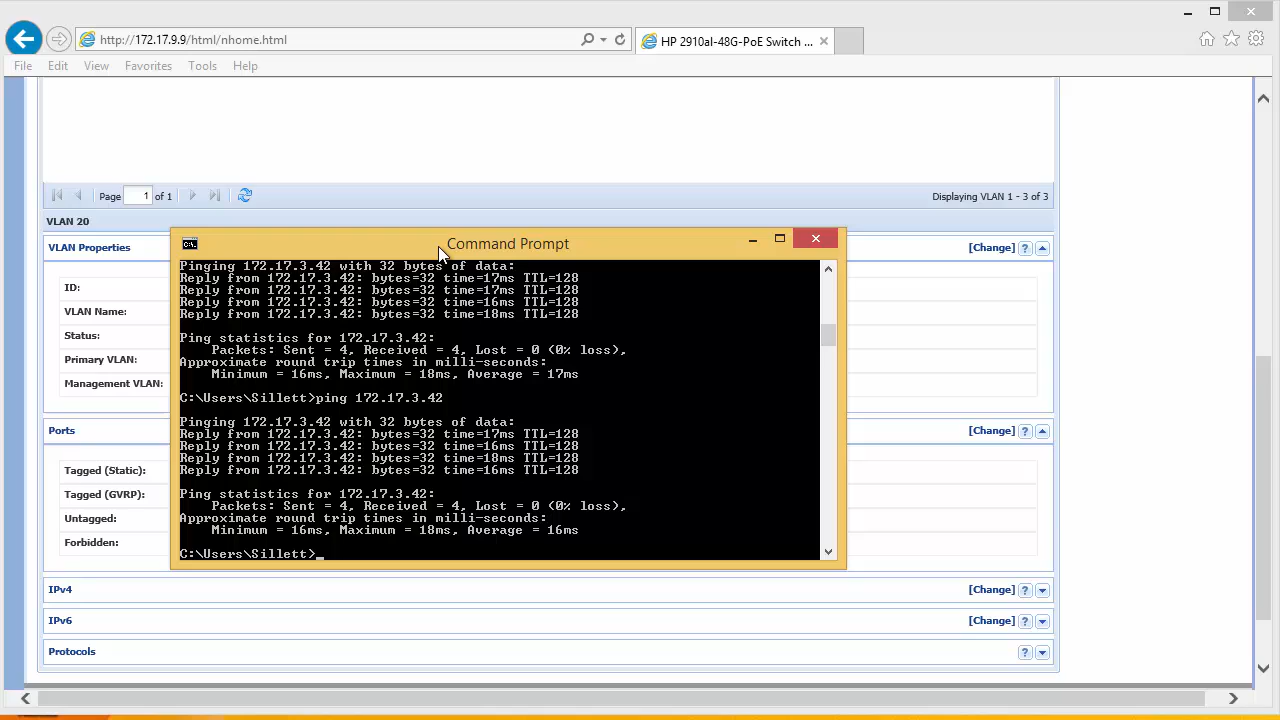 http://172.17.9.9/html/nhome.html
HP 2910al-48G-PoE Switch ...
File Edit View Favorites Tools Help
Page 1 of 1
Displaying VLAN 1 - 3 of 3
VLAN 20
VLAN Properties
[Change] ?
ID:
VLAN Name:
Status:
Primary VLAN:
Management VLAN:
Ports
[Change] ?
Tagged (Static):
Tagged (GVRP):
Untagged:
Forbidden:
IPv4
[Change] ?
IPv6
[Change] ?
Protocols
?
C:\.
Command Prompt
Pinging 172.17.3.42 with 32 bytes of data:
Reply from 172.17.3.42: bytes=32 time=17ms TTL=128
Reply from 172.17.3.42: bytes=32 time=17ms TTL=128
Reply from 172.17.3.42: bytes=32 time=16ms TTL=128
Reply from 172.17.3.42: bytes=32 time=18ms TTL=128
Ping statistics for 172.17.3.42:
Packets: Sent = 4, Received = 4, Lost = 0 (0% loss),
Approximate round trip times in milli-seconds:
Minimum = 16ms, Maximum = 18ms, Average = 17ms
C:\Users\Sillett>ping 172.17.3.42
Pinging 172.17.3.42 with 32 bytes of data:
Reply from 172.17.3.42: bytes=32 time=17ms TTL=128
Reply from 172.17.3.42: bytes=32 time=16ms TTL=128
Reply from 172.17.3.42: bytes=32 time=18ms TTL=128
Reply from 172.17.3.42: bytes=32 time=16ms TTL=128
Ping statistics for 172.17.3.42:
Packets: Sent = 4, Received = 4, Lost = 0 (0% loss),
Approximate round trip times in milli-seconds:
Minimum = 16ms, Maximum = 18ms, Average = 16ms
C:\Users\Sillett>_